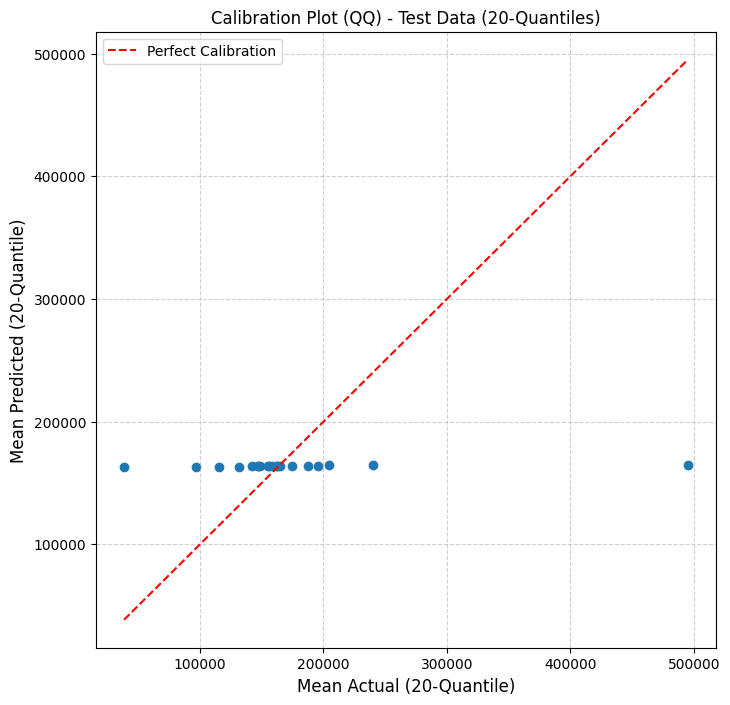 Calibration Plot (QQ) - Test Data (20-Quantiles)
Perfect Calibration
500000
400000
300000
200000
100000
Mean Predicted (20-Quantile)
100000 200000 300000 400000 500000
Mean Actual (20-Quantile)